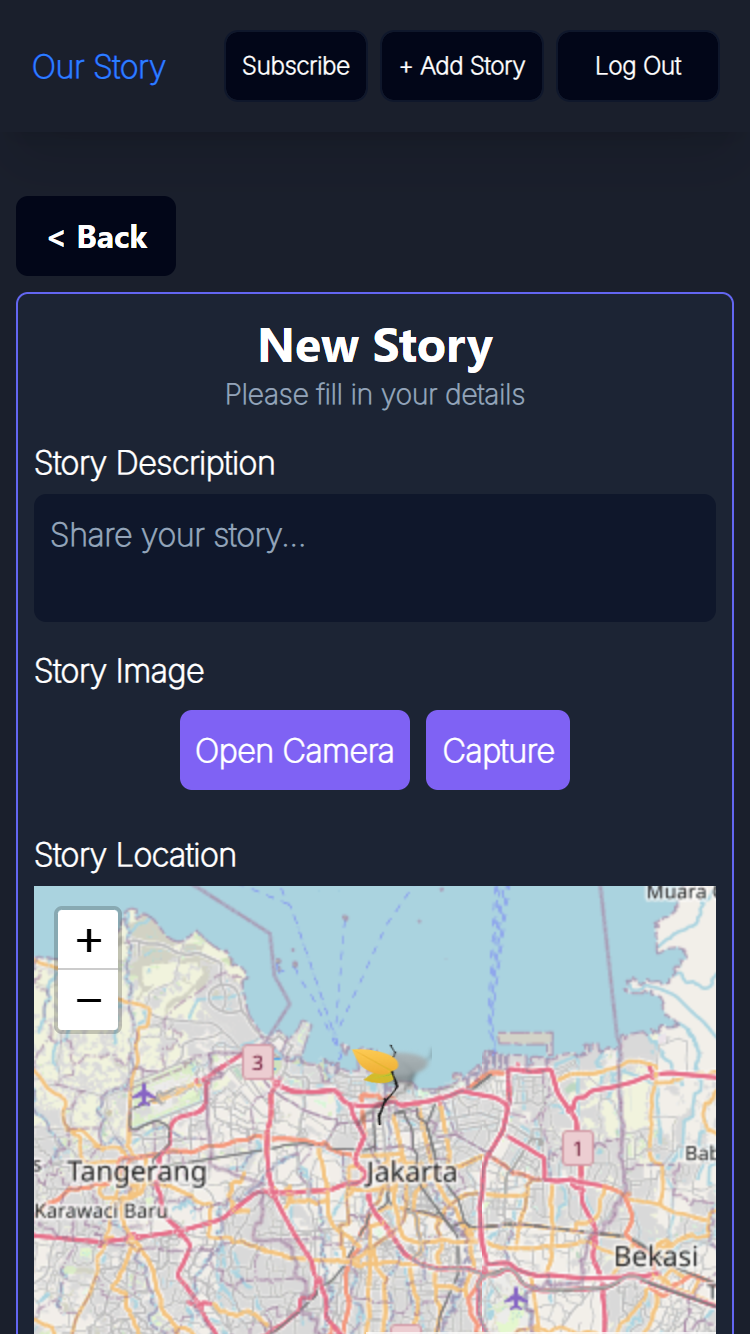 Our Story
Subscribe
+ Add Story
Log Out
< Back
New Story
Please fill in your details
Story Description
Share your story...
Story Image
Open Camera
Capture
Story Location
Muara
+
−
3
1
Tangerang
Jakarta
Karawaci Baru
Bekasi